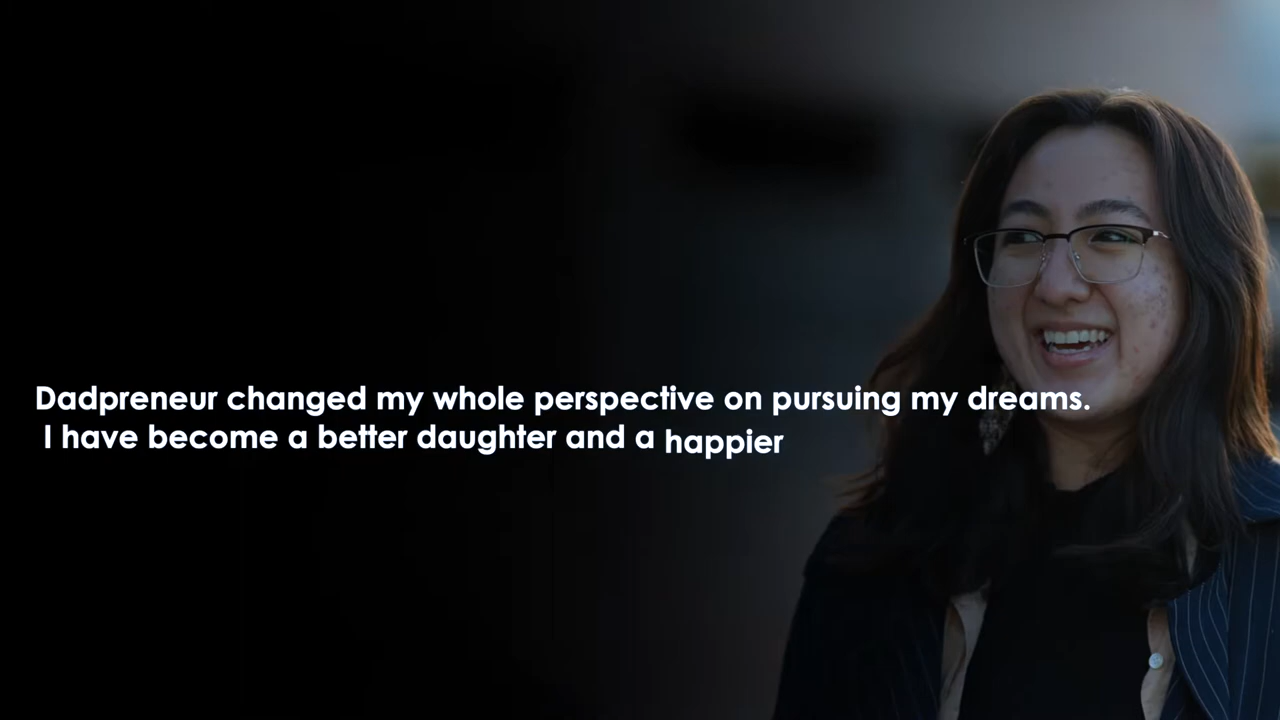 Dadpreneur changed my whole perspective on pursuing my dreams.
I have become a better daughter and a happier